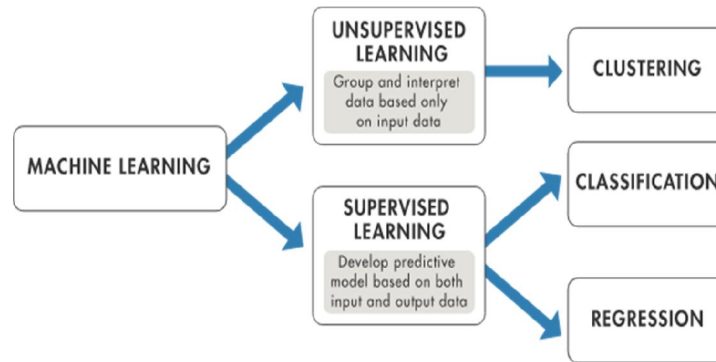 MACHINE LEARNING
UNSUPERVISED
LEARNING
Group and interpret
data based only
on input data
CLUSTERING
SUPERVISED
LEARNING
Develop predictive
model based on both
input and output data
CLASSIFICATION
REGRESSION